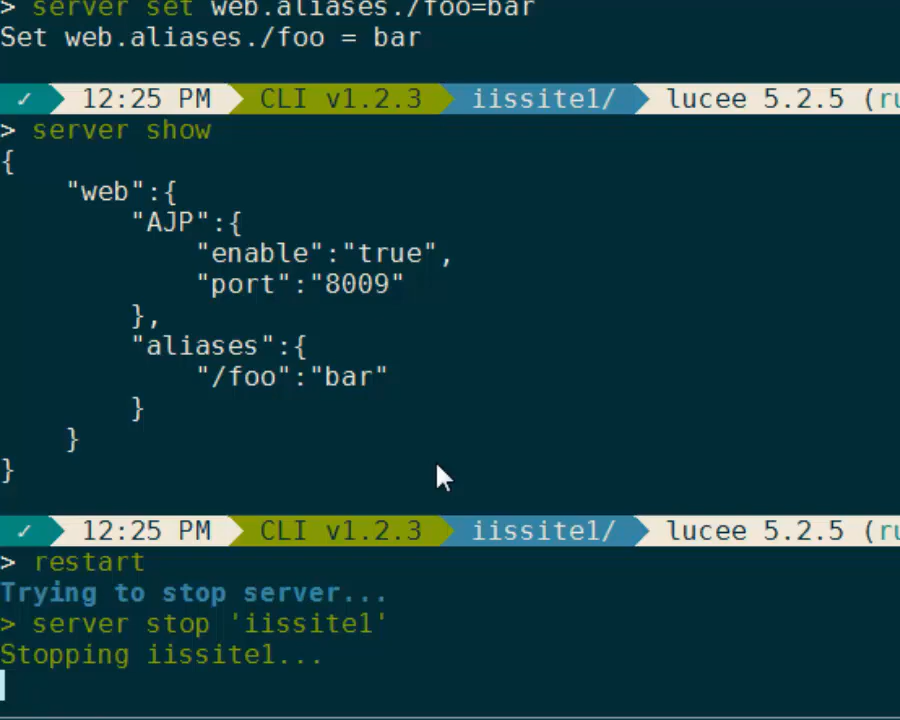 > server set web.aliases./foo=bar
Set web.aliases./foo = bar
✓ 12:25 PM CLI v1.2.3 iissite1/ lucee 5.2.5 (ru
> server show
{
    "web":{
        "AJP":{
            "enable":"true",
            "port":"8009"
        },
        "aliases":{
            "/foo":"bar"
        }
    }
}
✓ 12:25 PM CLI v1.2.3 iissite1/ lucee 5.2.5 (ru
> restart
Trying to stop server...
> server stop 'iissite1'
Stopping iissite1...